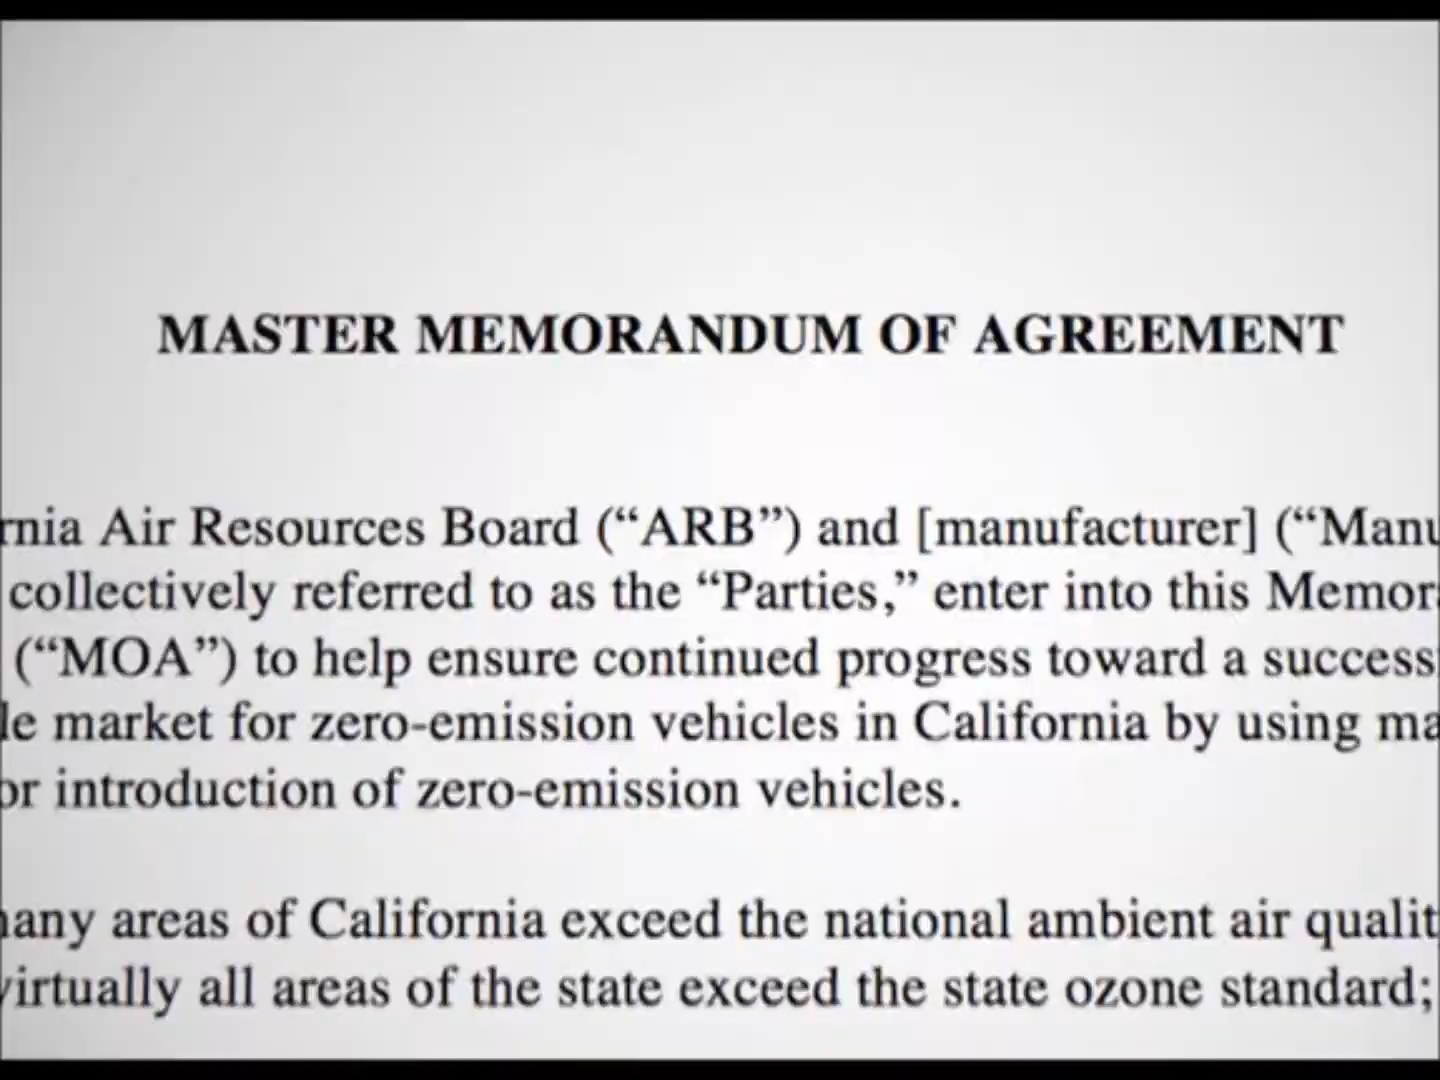 MASTER MEMORANDUM OF AGREEMENT
rnia Air Resources Board (“ARB”) and [manufacturer] (“Manu
collectively referred to as the “Parties,” enter into this Memor
(“MOA”) to help ensure continued progress toward a success
le market for zero-emission vehicles in California by using ma
or introduction of zero-emission vehicles.
any areas of California exceed the national ambient air qualit
virtually all areas of the state exceed the state ozone standard;